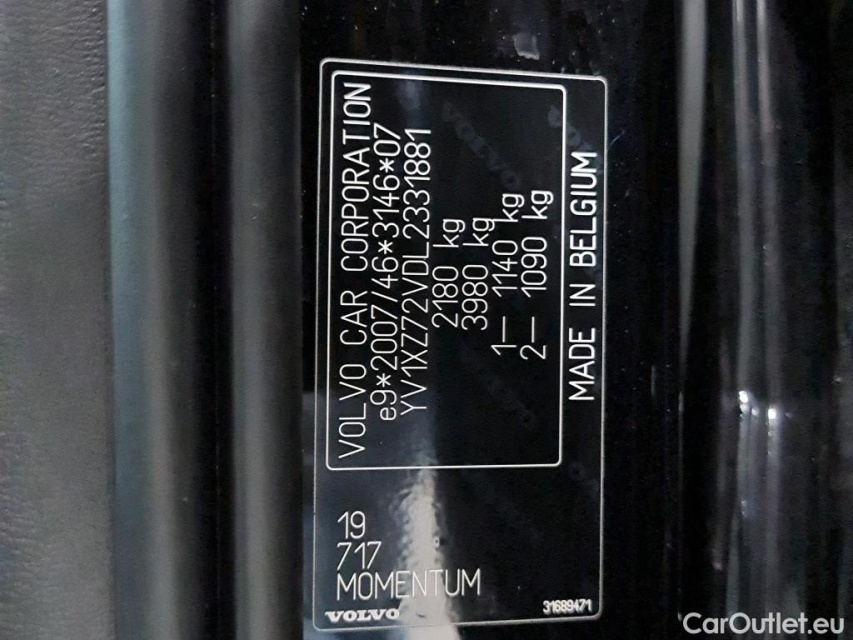 VOLVO CAR CORPORATION
e9*2007/46*3146*07
YV1XZ72VDL2331881
2180 kg
3980 kg
1– 1140 kg
2– 1090 kg
MADE IN BELGIUM
19
717
MOMENTUM
VOLVO
31689471
CarOutlet.eu